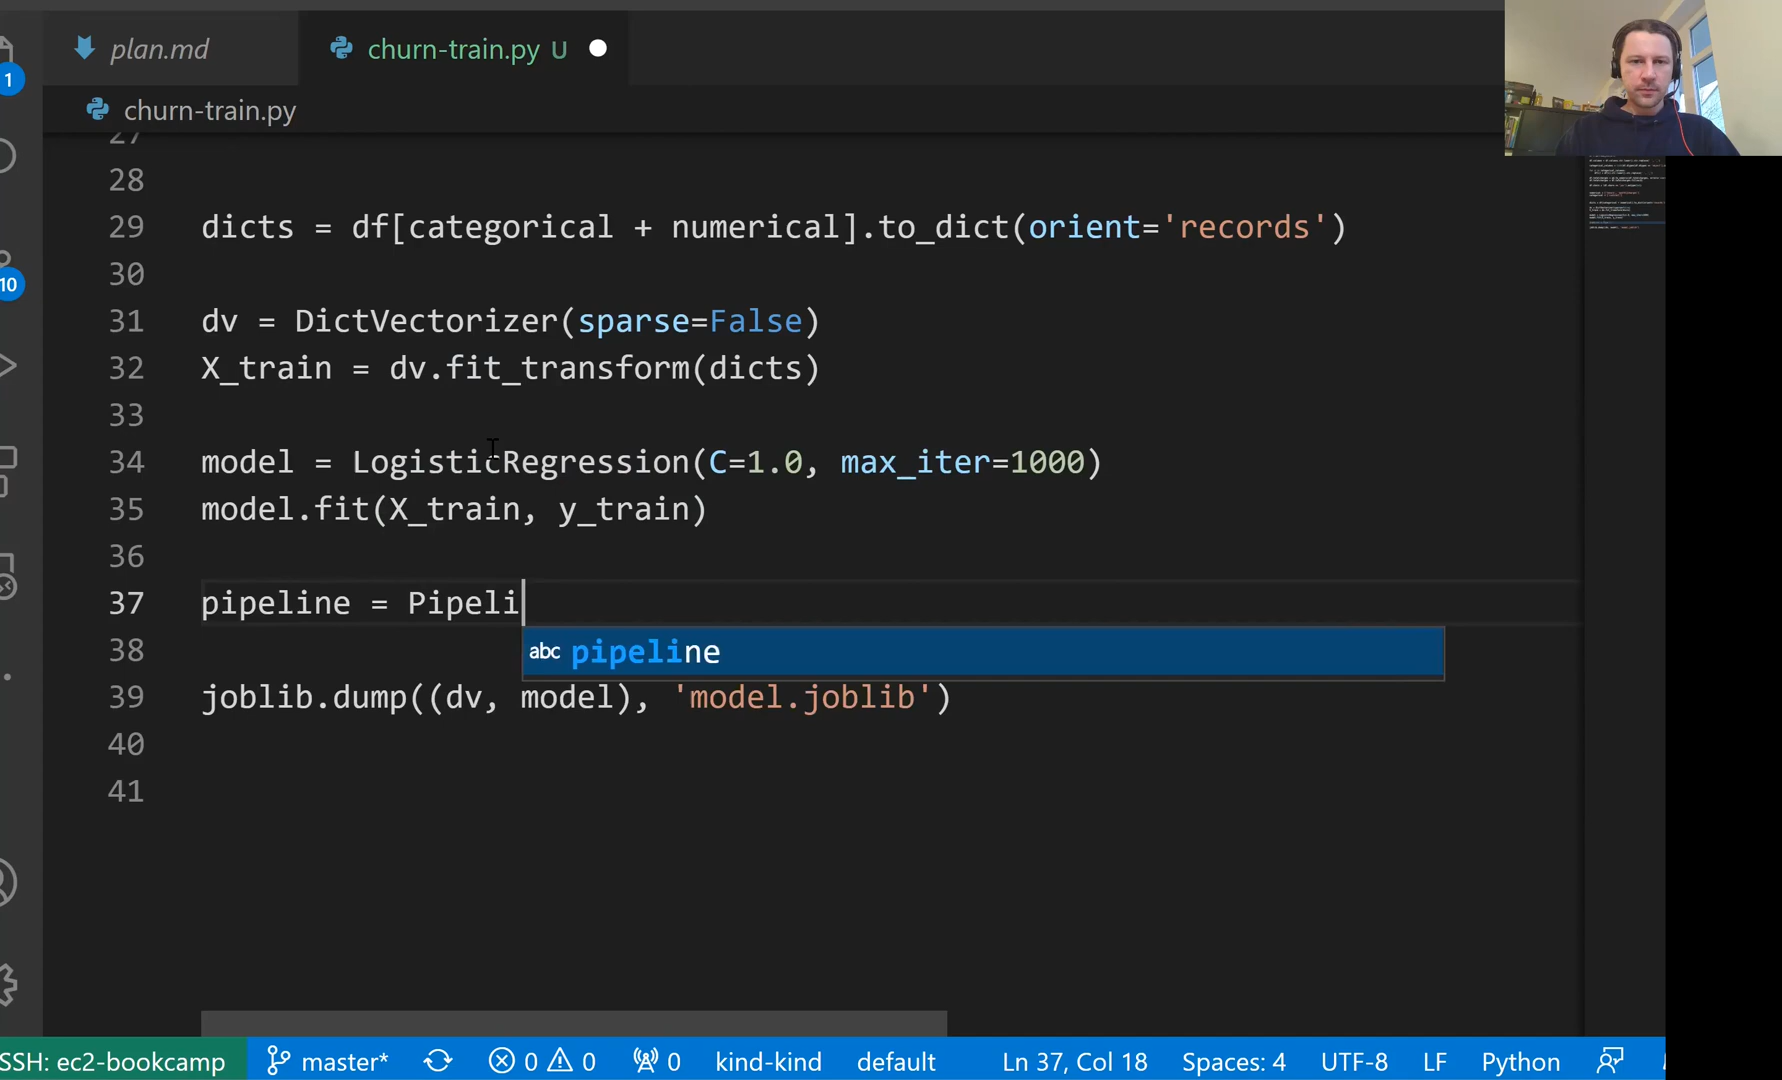 plan.md
churn-train.py U
1
churn-train.py
27
28
29 dicts = df[categorical + numerical].to_dict(orient='records')
30
10
31 dv = DictVectorizer(sparse=False)
32 X_train = dv.fit_transform(dicts)
33
34 model = LogisticRegression(C=1.0, max_iter=1000)
35 model.fit(X_train, y_train)
36
37 pipeline = Pipeli
38 abc pipeline
39 joblib.dump((dv, model), 'model.joblib')
40
41
SSH: ec2-bookcamp master* 0 0 0 kind-kind default Ln 37, Col 18 Spaces: 4 UTF-8 LF Python